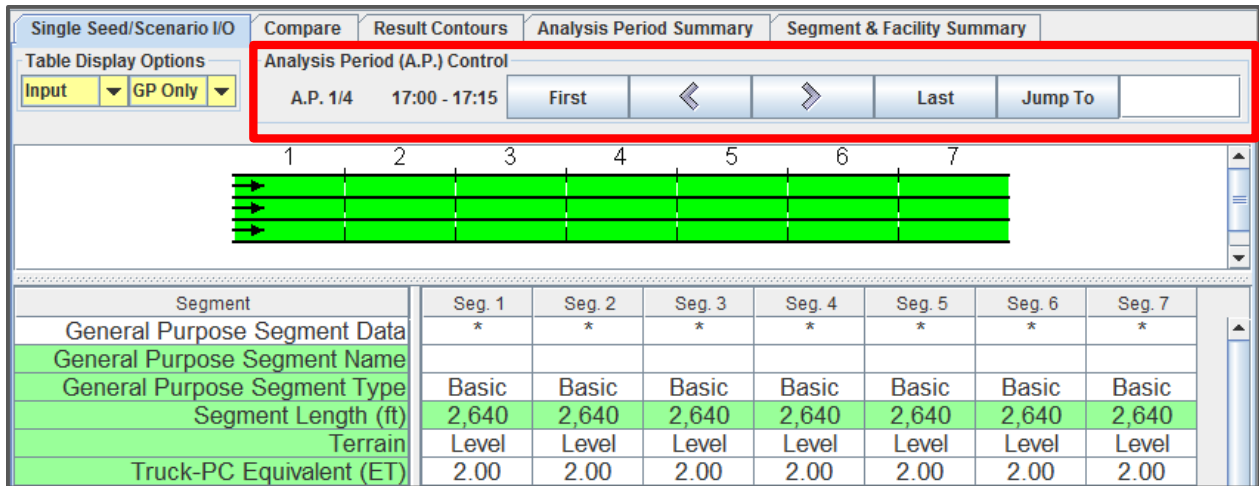 Single Seed/Scenario I/O Compare Result Contours Analysis Period Summary Segment & Facility Summary
Table Display Options Analysis Period (A.P.) Control
Input GP Only A.P. 1/4 17:00 - 17:15 First Last Jump To
1 2 3 4 5 6 7
Segment Seg. 1 Seg. 2 Seg. 3 Seg. 4 Seg. 5 Seg. 6 Seg. 7
General Purpose Segment Data * * * * * * *
General Purpose Segment Name
General Purpose Segment Type Basic Basic Basic Basic Basic Basic Basic
Segment Length (ft) 2,640 2,640 2,640 2,640 2,640 2,640 2,640
Terrain Level Level Level Level Level Level Level
Truck-PC Equivalent (ET) 2.00 2.00 2.00 2.00 2.00 2.00 2.00